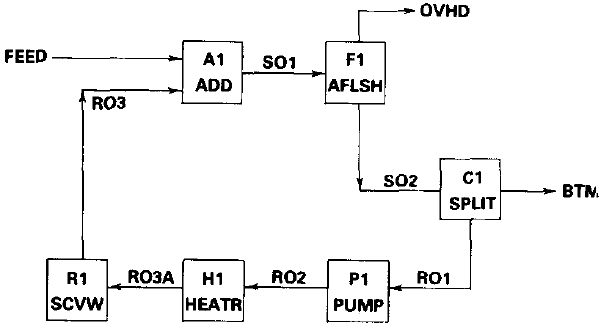 OVHD
FEED
A1
ADD
SO1
F1
AFLSH
RO3
SO2
C1
SPLIT
BTM
R1
SCVW
RO3A
H1
HEATR
RO2
P1
PUMP
RO1